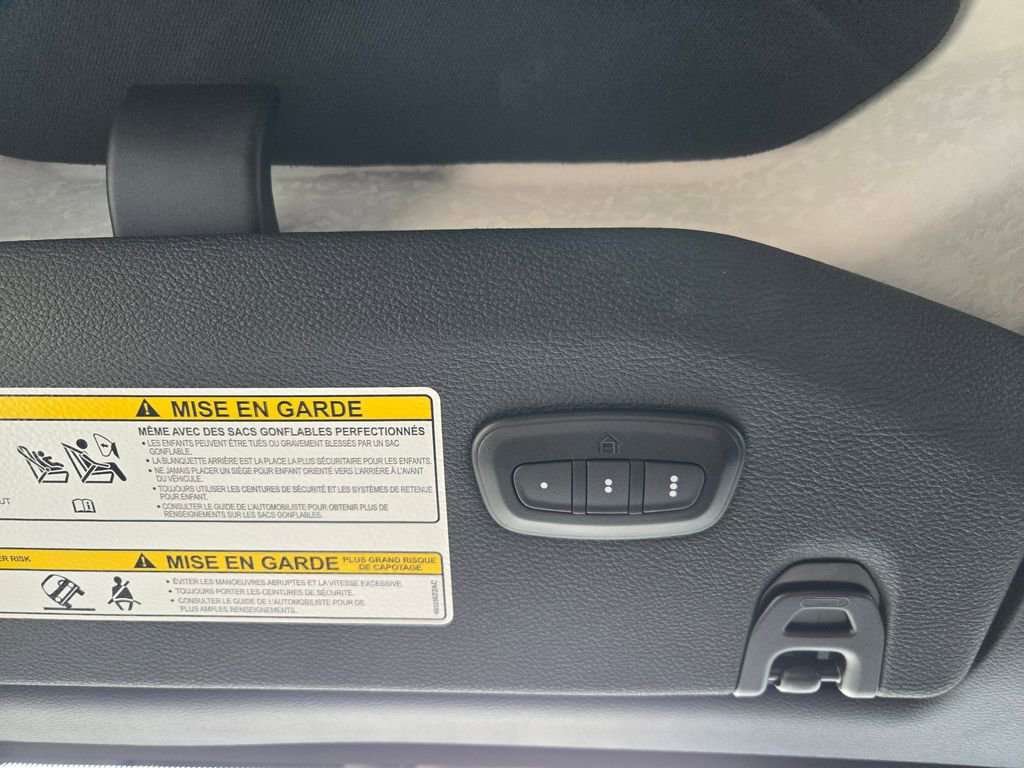 MISE EN GARDE
MÊME AVEC DES SACS GONFLABLES PERFECTIONNÉS
• LES ENFANTS PEUVENT ÊTRE TUÉS OU GRAVEMENT BLESSÉS PAR UN SAC
GONFLABLE.
• LA BLANQUETTE ARRIÈRE EST LA PLACE LA PLUS SÉCURITAIRE POUR LES ENFANTS.
• NE JAMAIS PLACER UN SIÈGE POUR ENFANT ORIENTÉ VERS L'ARRIÈRE À L'AVANT
DU VÉHICULE.
• TOUJOURS UTILISER LES CEINTURES DE SÉCURITÉ ET LES SYSTÈMES DE RETENUE
POUR ENFANT.
• CONSULTER LE GUIDE DE L'AUTOMOBILISTE POUR OBTENIR PLUS DE
RENSEIGNEMENTS SUR LES SACS GONFLABLES.
OUT
ER RISK
MISE EN GARDE
PLUS GRAND RISQUE
DE CAPOTAGE
• ÉVITER LES MANOEUVRES ABRUPTES ET LA VITESSE EXCESSIVE.
• TOUJOURS PORTER LES CEINTURES DE SÉCURITÉ.
• CONSULTER LE GUIDE DE L'AUTOMOBILISTE POUR DE
PLUS AMPLES RENSEIGNEMENTS.